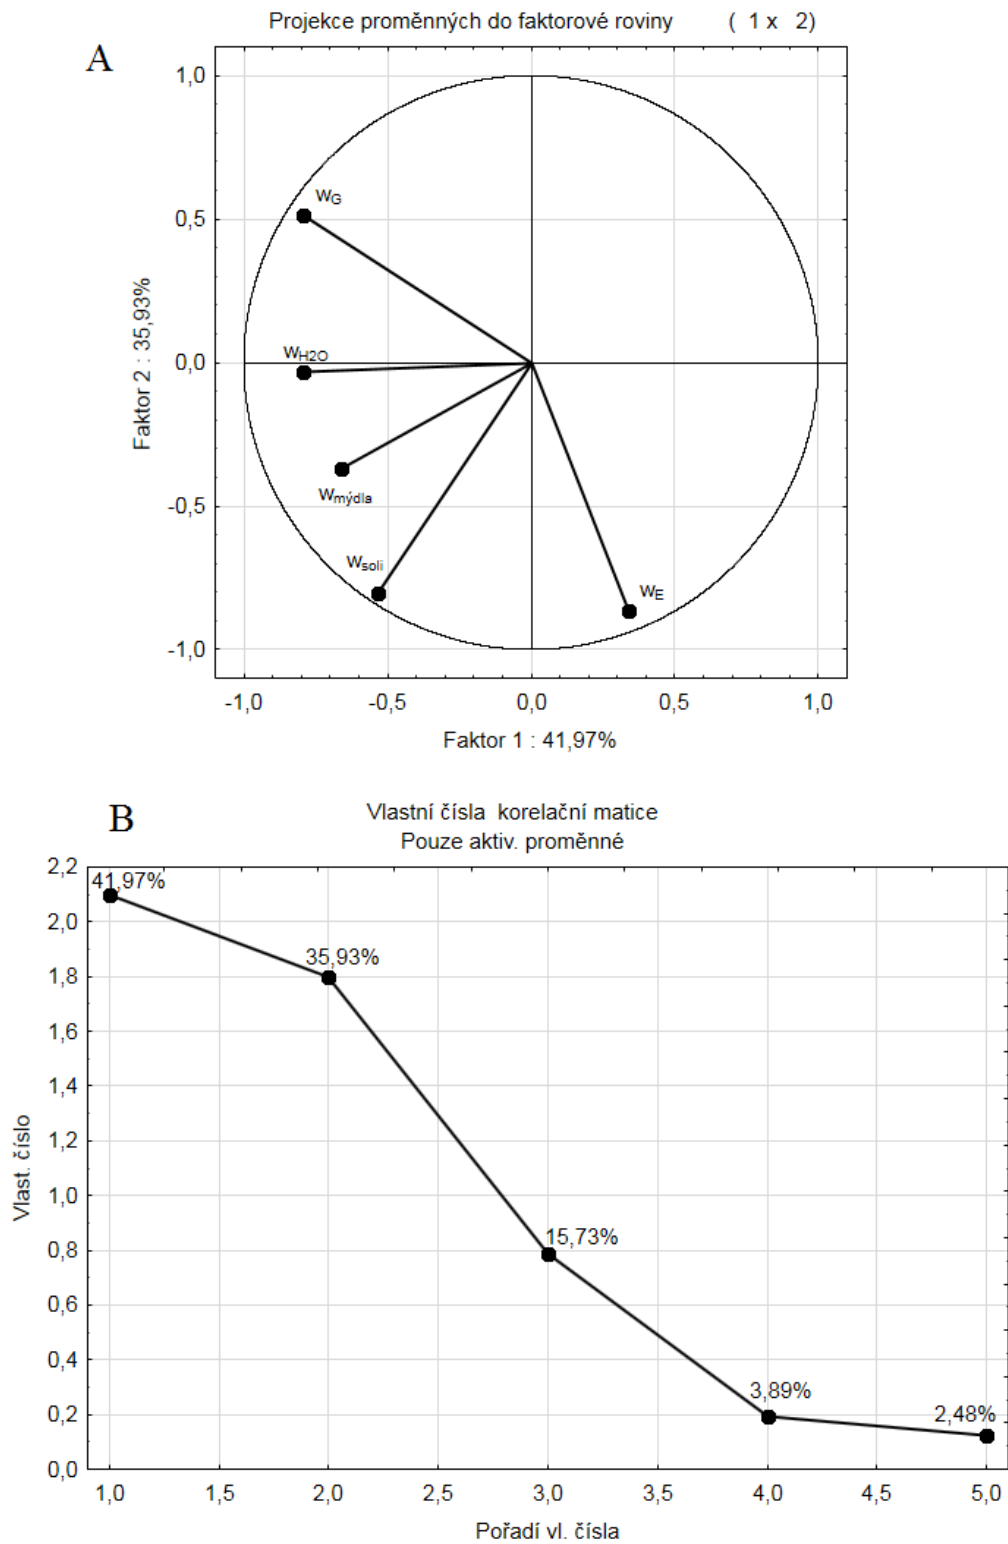 Projekce proměnných do faktorové roviny ( 1 x 2)
A
1,0
0,5
0,0
-0,5
-1,0
Faktor 2 : 35,93%
wG
wH2O
wmýdla
wsoli
wE
-1,0 -0,5 0,0 0,5 1,0
Faktor 1 : 41,97%
B
Vlastní čísla korelační matice
Pouze aktiv. proměnné
2,2
2,0
1,8
1,6
1,4
1,2
1,0
0,8
0,6
0,4
0,2
0,0
Vlast. číslo
41,97%
35,93%
15,73%
3,89%
2,48%
1,0 1,5 2,0 2,5 3,0 3,5 4,0 4,5 5,0
Pořadí vl. čísla